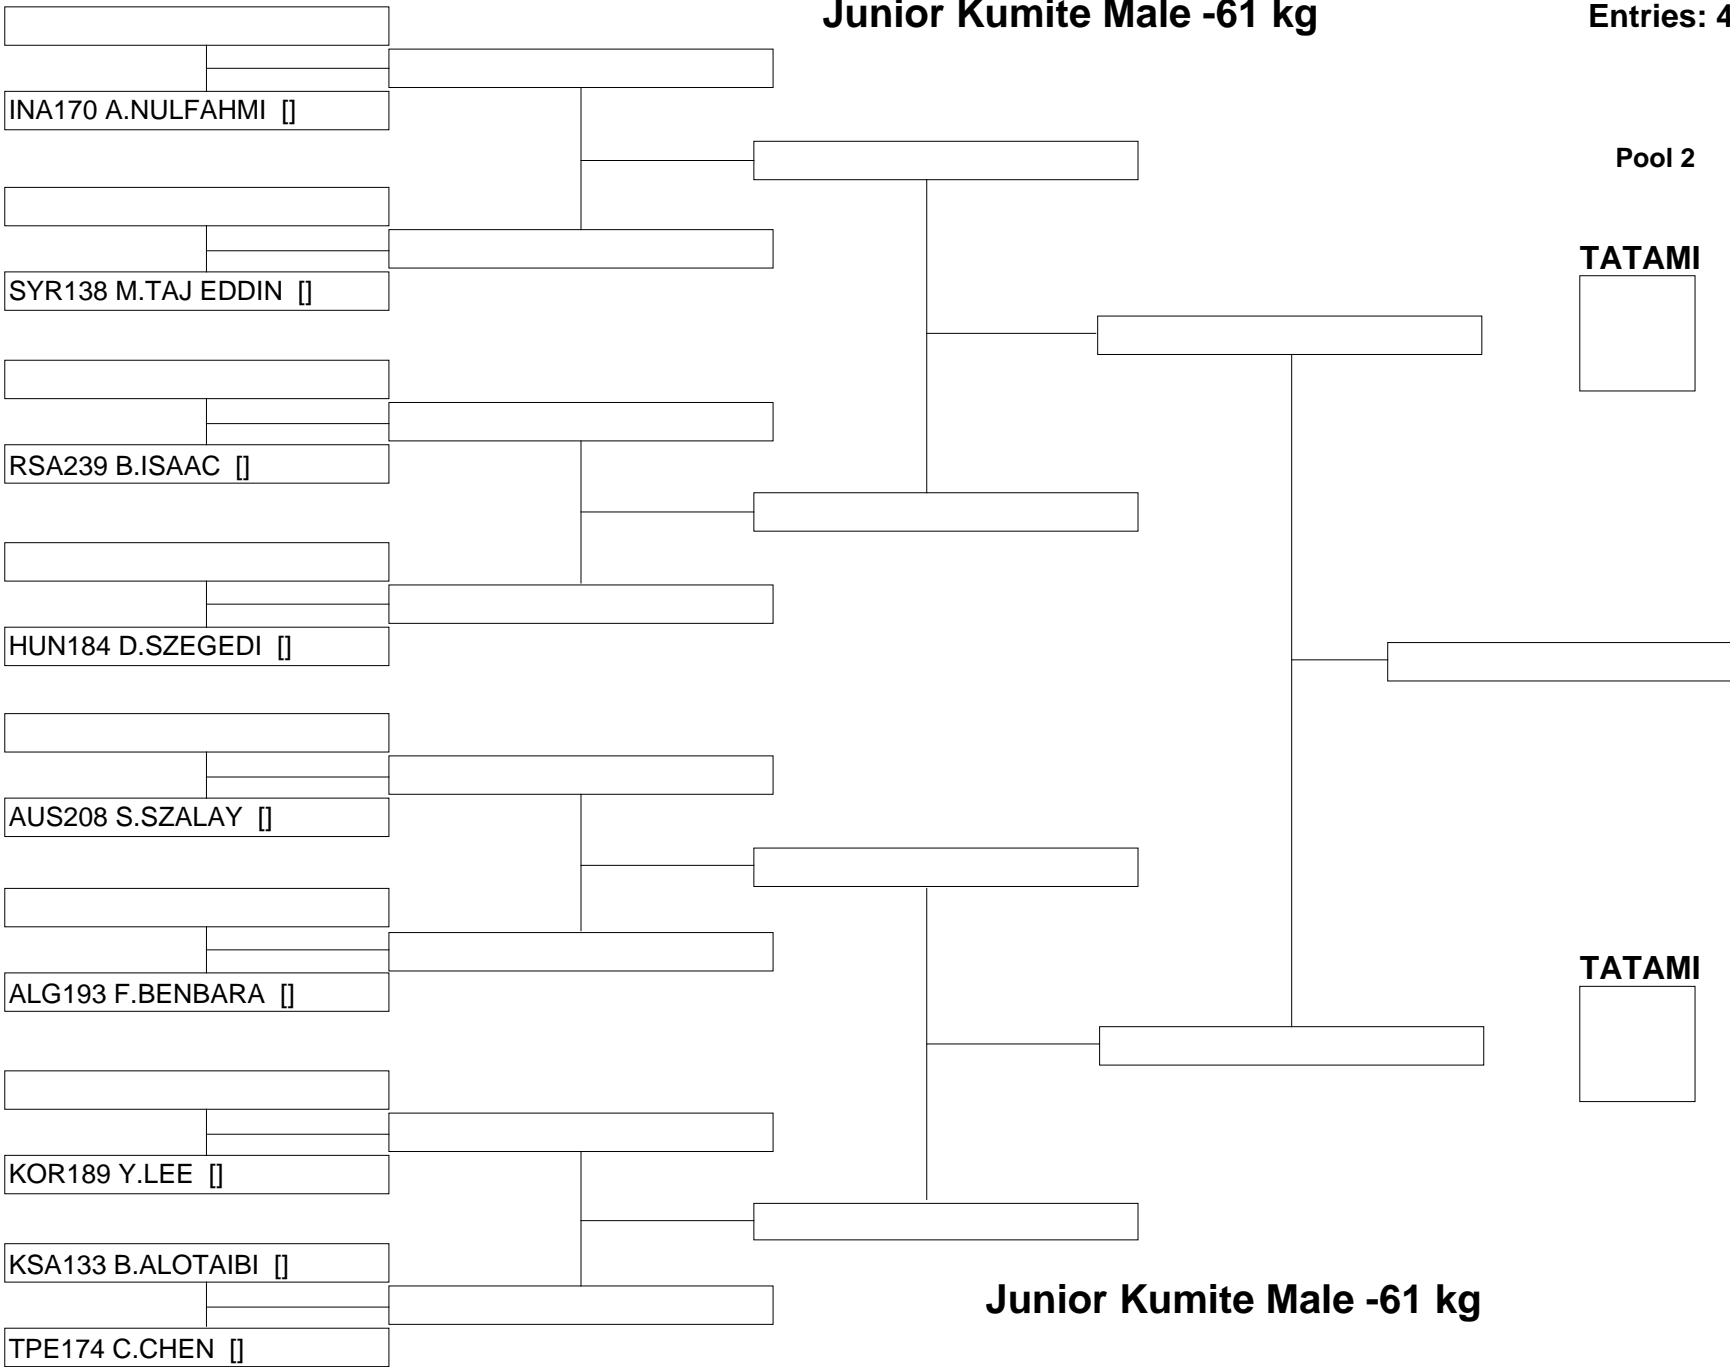 Junior Kumite Male -61 kg
Entries: 4
INA170 A.NULFAHMI []
Pool 2
SYR138 M.TAJ EDDIN []
TATAMI
RSA239 B.ISAAC []
HUN184 D.SZEGEDI []
AUS208 S.SZALAY []
ALG193 F.BENBARA []
TATAMI
KOR189 Y.LEE []
KSA133 B.ALOTAIBI []
Junior Kumite Male -61 kg
TPE174 C.CHEN []